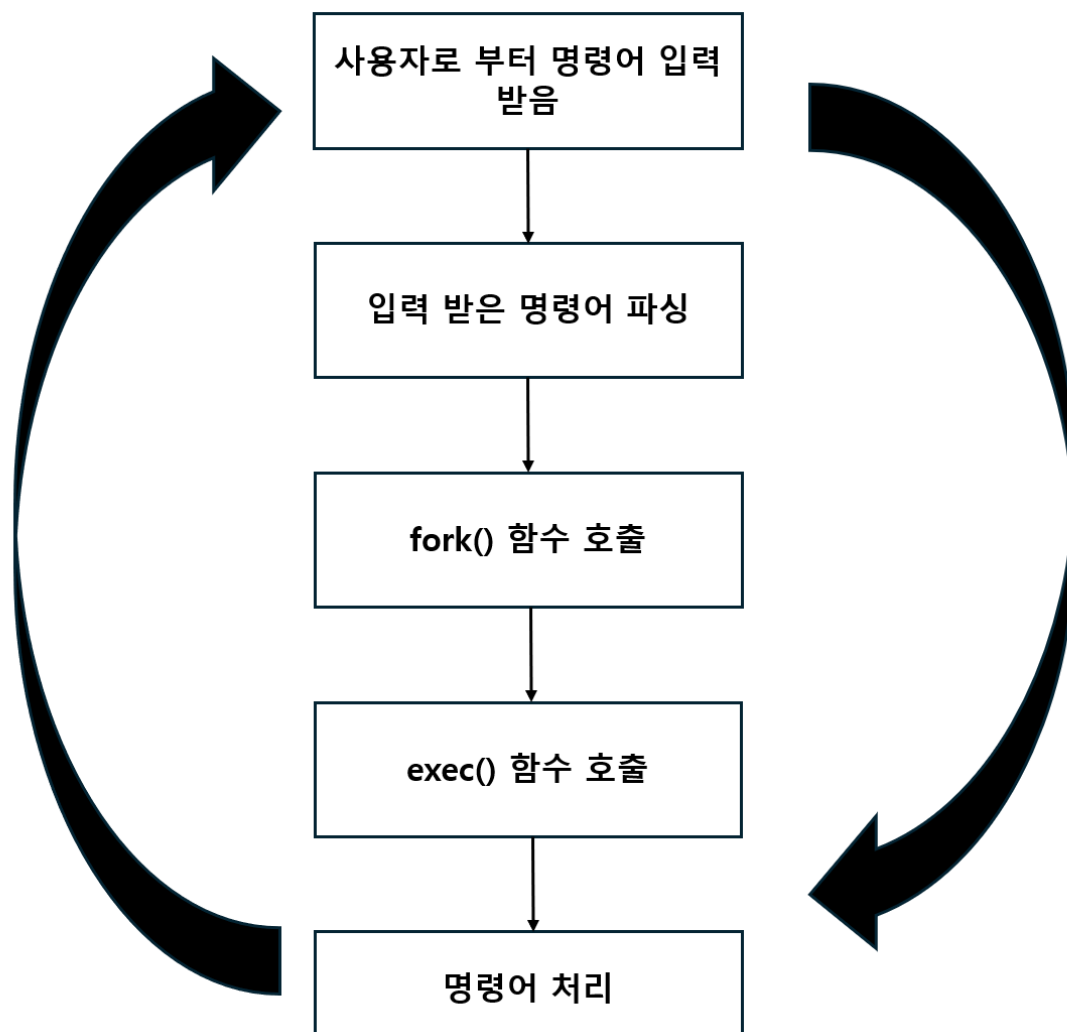 사용자로 부터 명령어 입력
받음
입력 받은 명령어 파싱
fork() 함수 호출
exec() 함수 호출
명령어 처리